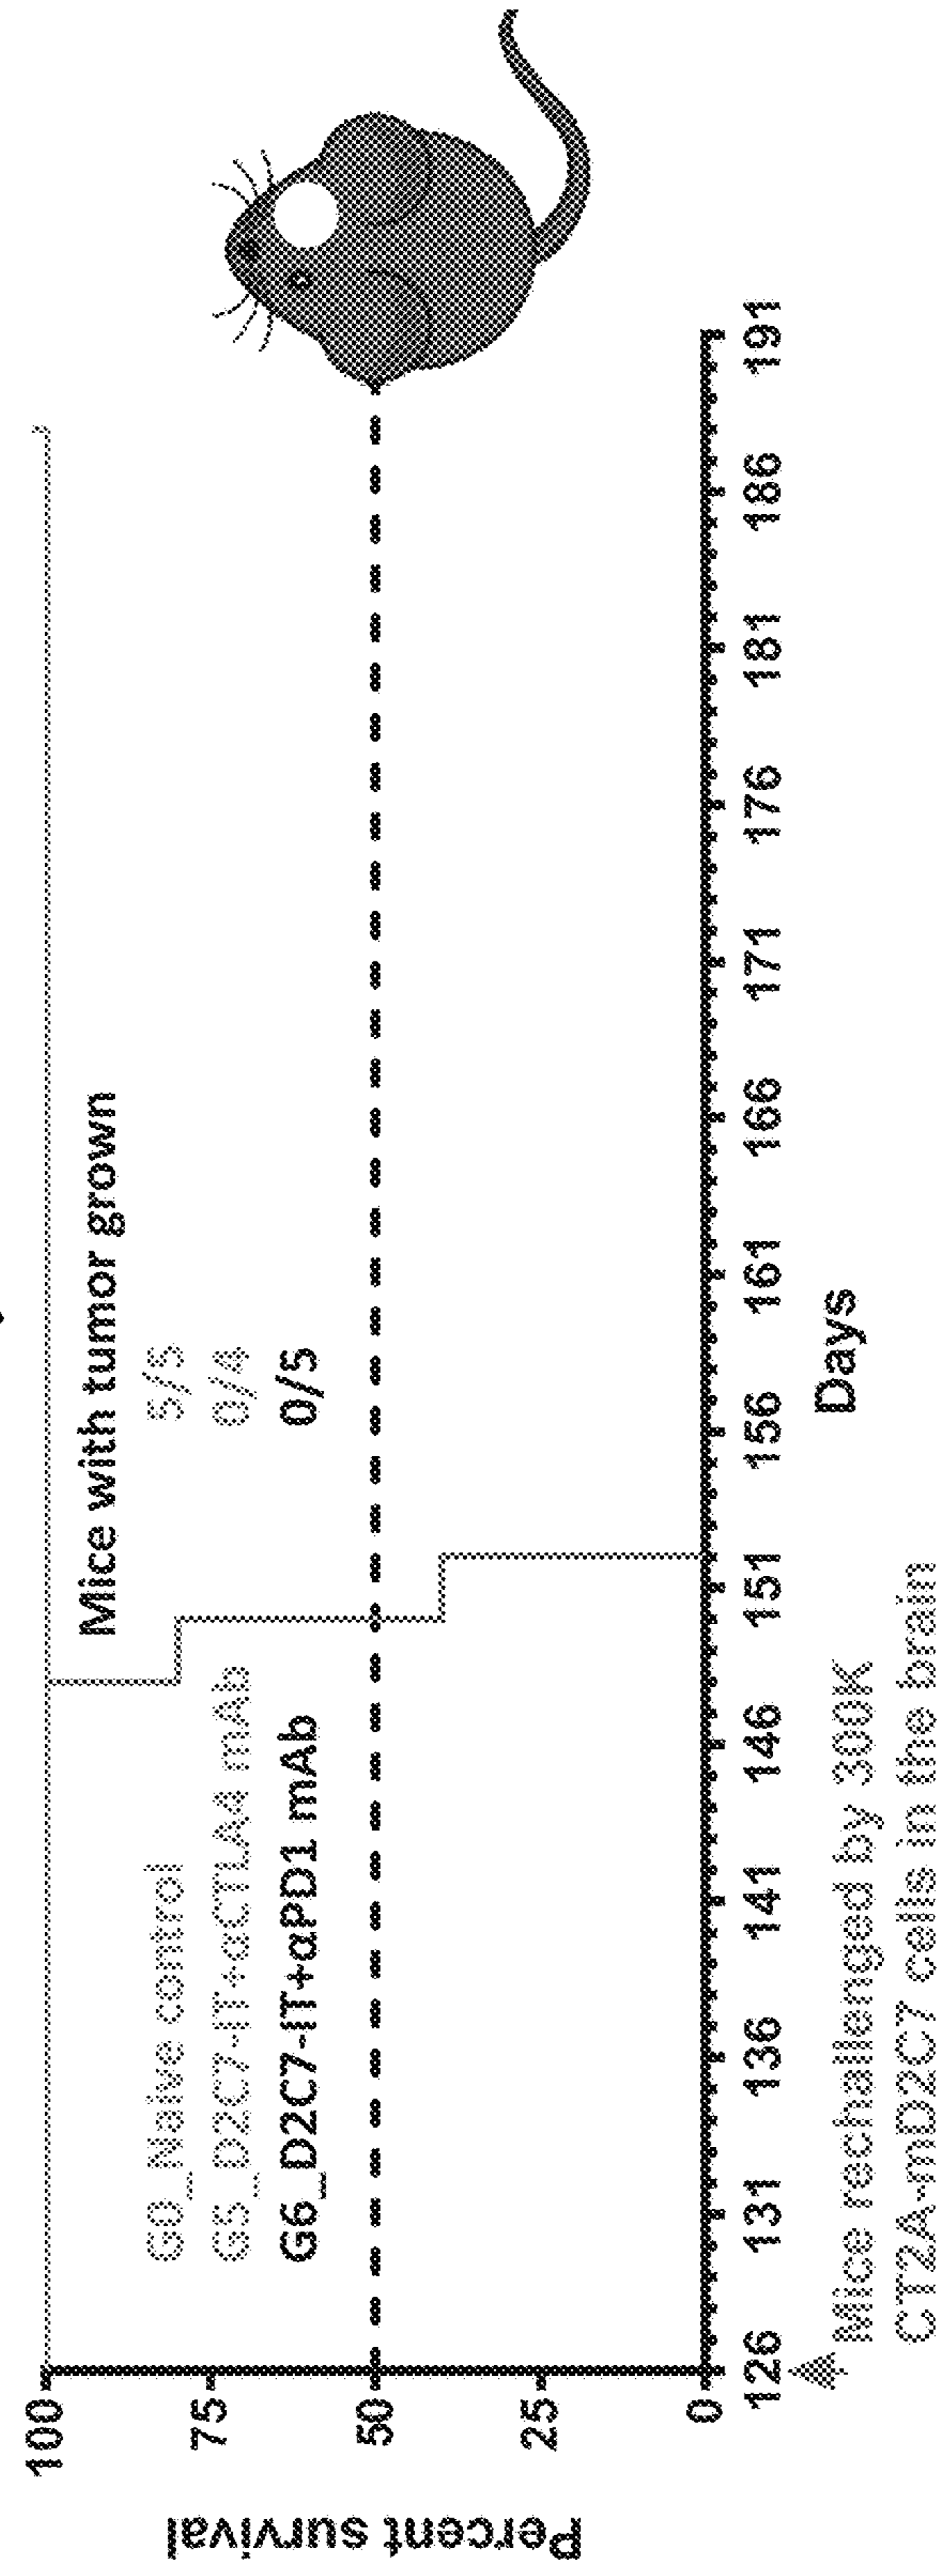 Percent survival
100
75
50
25
0
Mice with tumor grown
G0_Naive control 5/5
G5_D2C7-IT+αCTLA4 mAb 0/4
G6_D2C7-IT+αPD1 mAb 0/5
126 131 136 141 146 151 156 161 166 171 176 181 186 191
Days
Mice rechallenged by 300K
CT2A-mD2C7 cells in the brain